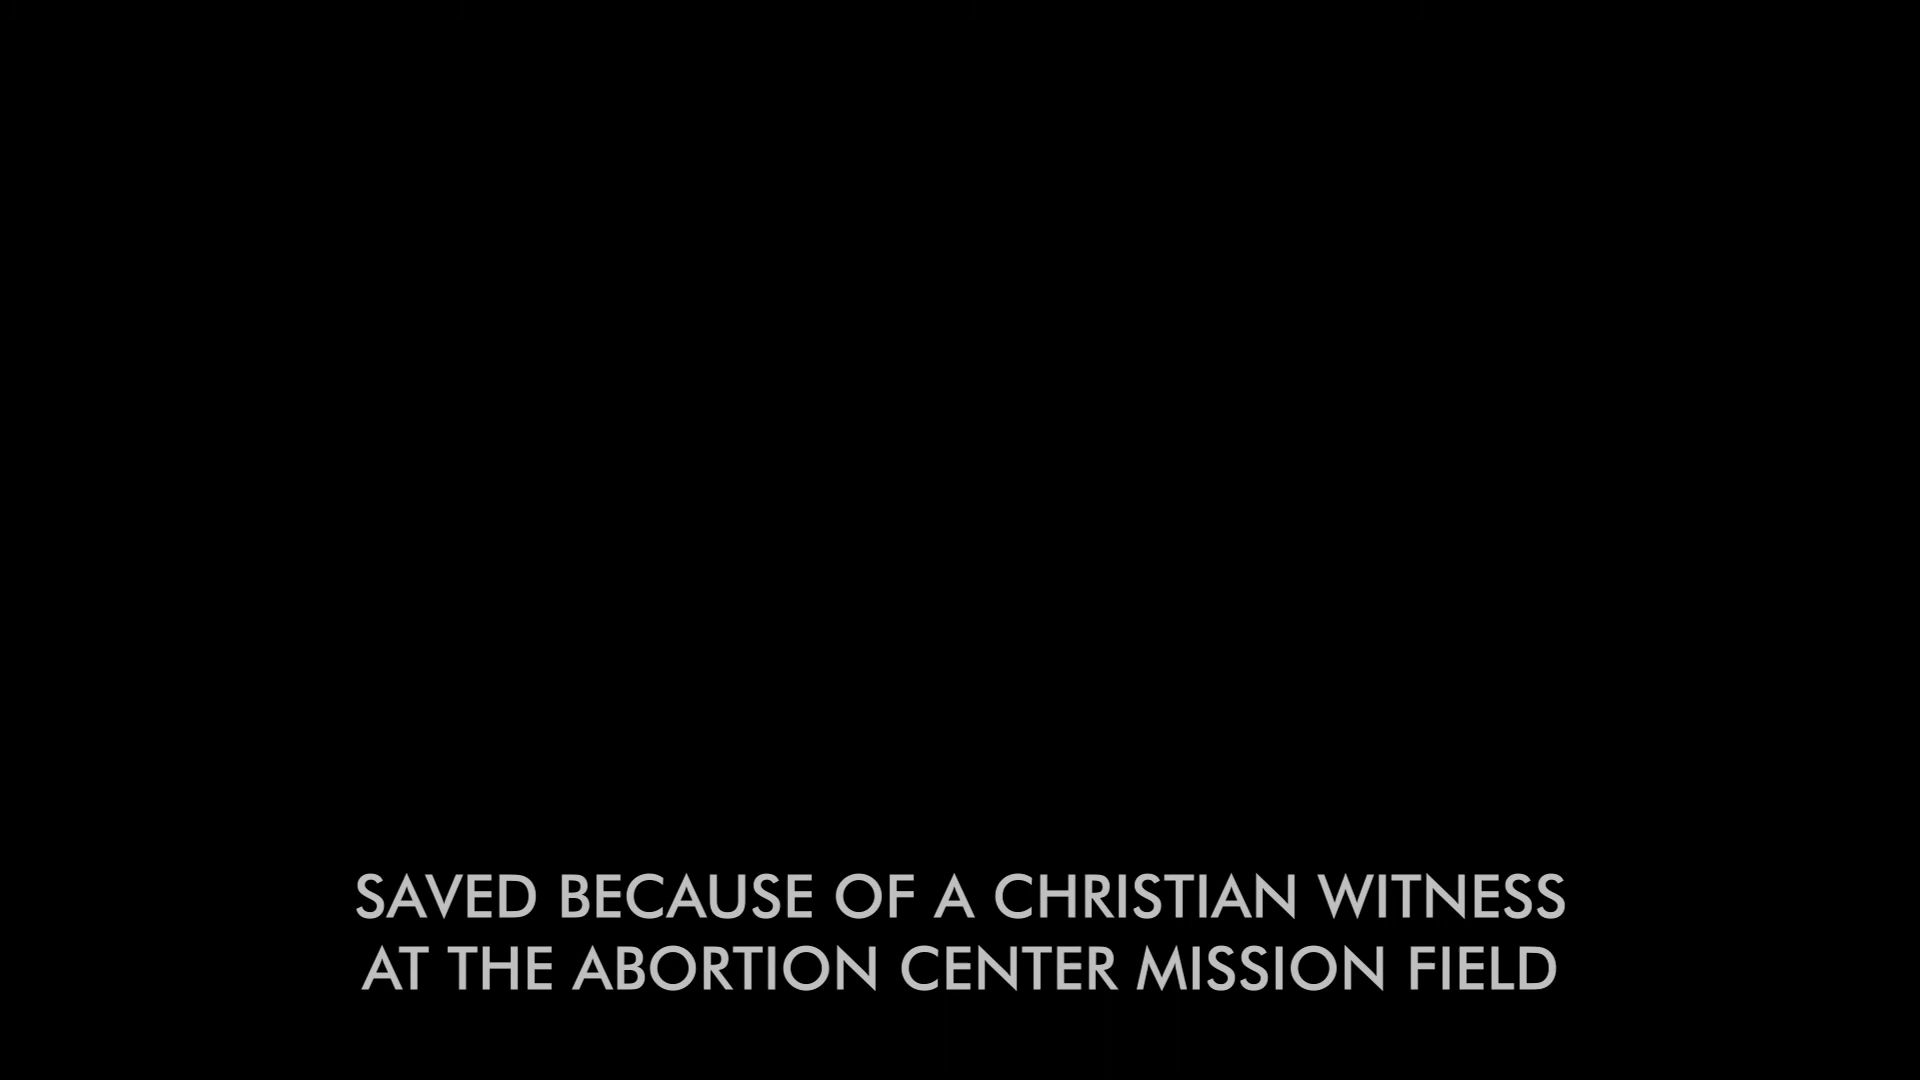 SAVED BECAUSE OF A CHRISTIAN WITNESS
AT THE ABORTION CENTER MISSION FIELD